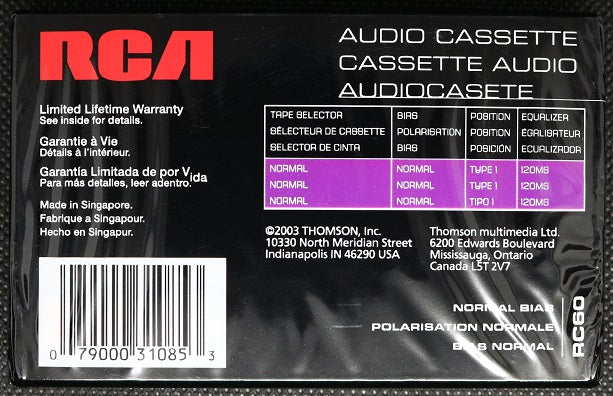 RCA
AUDIO CASSETTE
CASSETTE AUDIO
AUDIOCASETE
Limited Lifetime Warranty
See inside for details.
Garantie à Vie
Détails à l'intérieur.
Garantía Limitada de por Vida
Para más detalles, leer adentro.
Made in Singapore.
Fabrique a Singapour.
Hecho en Singapur.
TAPE SELECTOR BIAS POSITION EQUALIZER
SÉLECTEUR DE CASSETTE POLARISATION POSITION ÉGALISATEUR
SELECTOR DE CINTA BIAS POSICIÓN ECUALIZADOR
NORMAL NORMAL TYPE 1 120MS
NORMAL NORMAL TYPE 1 120MS
NORMAL NORMAL TIPO 1 120MS
©2003 THOMSON, Inc.
10330 North Meridian Street
Indianapolis IN 46290 USA
Thomson multimedia Ltd.
6200 Edwards Boulevard
Mississauga, Ontario
Canada L5T 2V7
NORMAL BIAS
POLARISATION NORMALE
BIAS NORMAL
RC60
0 79000 31085 3